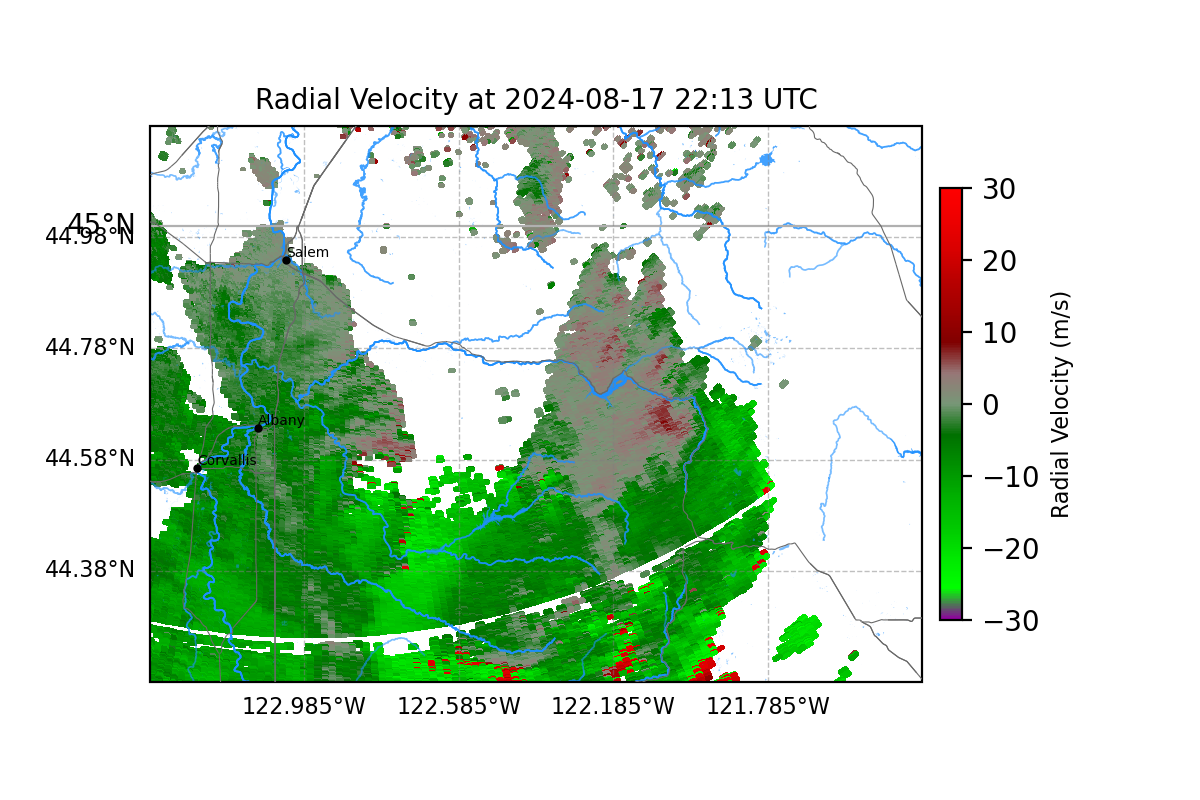 Radial Velocity at 2024-08-17 22:13 UTC
45°N
44.98°N
Salem
44.78°N
Albany
44.58°N
Corvallis
44.38°N
122.985°W 122.585°W 122.185°W 121.785°W
30
20
10
0
−10
−20
−30
Radial Velocity (m/s)